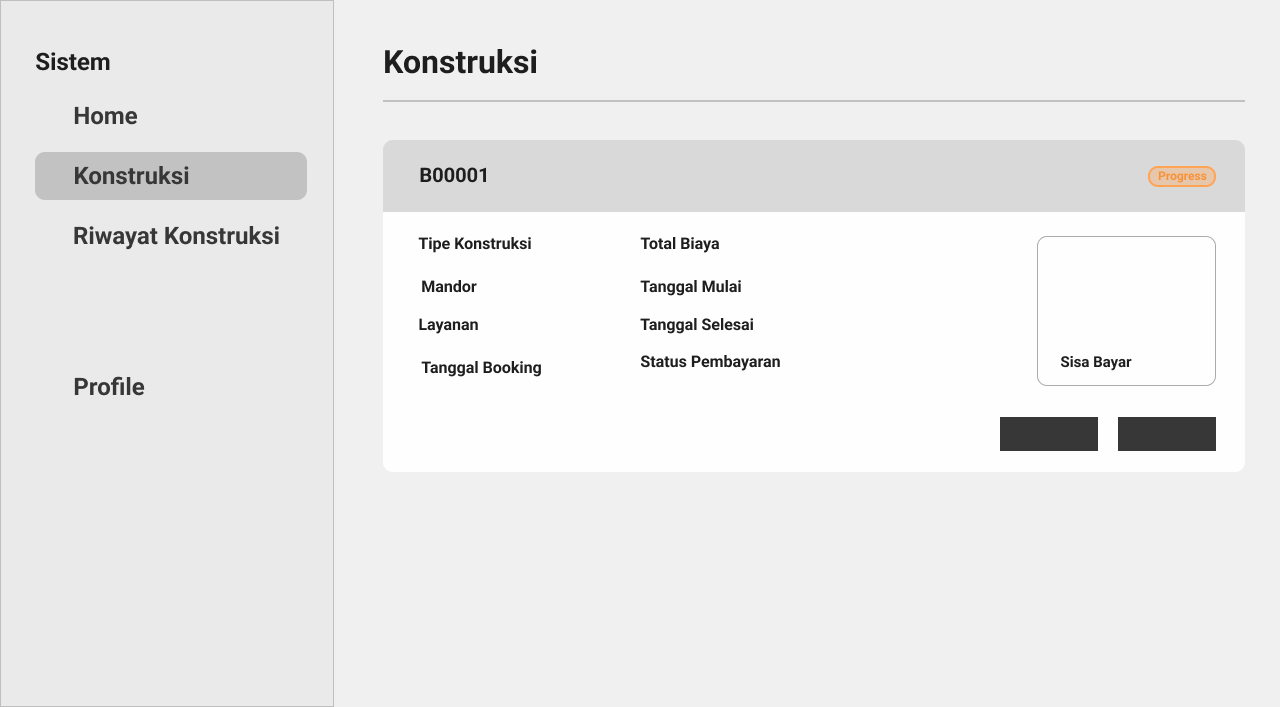 Sistem
Home
Konstruksi
Riwayat Konstruksi
Profile
Konstruksi
B00001
Progress
Tipe Konstruksi
Mandor
Layanan
Tanggal Booking
Total Biaya
Tanggal Mulai
Tanggal Selesai
Status Pembayaran
Sisa Bayar